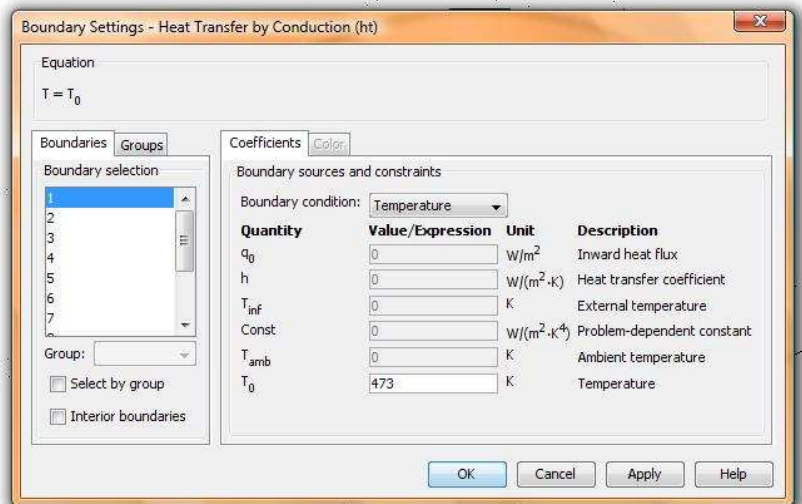 Boundary Settings - Heat Transfer by Conduction (ht)
Equation
T = T0
Boundaries Groups
Boundary selection
1
2
3
4
5
6
7
Group:
Select by group
Interior boundaries
Coefficients Color
Boundary sources and constraints
Boundary condition: Temperature
Quantity Value/Expression Unit Description
q0 0 W/m² Inward heat flux
h 0 W/(m²·K) Heat transfer coefficient
Tinf 0 K External temperature
Const 0 W/(m²·K⁴) Problem-dependent constant
Tamb 0 K Ambient temperature
T0 473 K Temperature
OK Cancel Apply Help